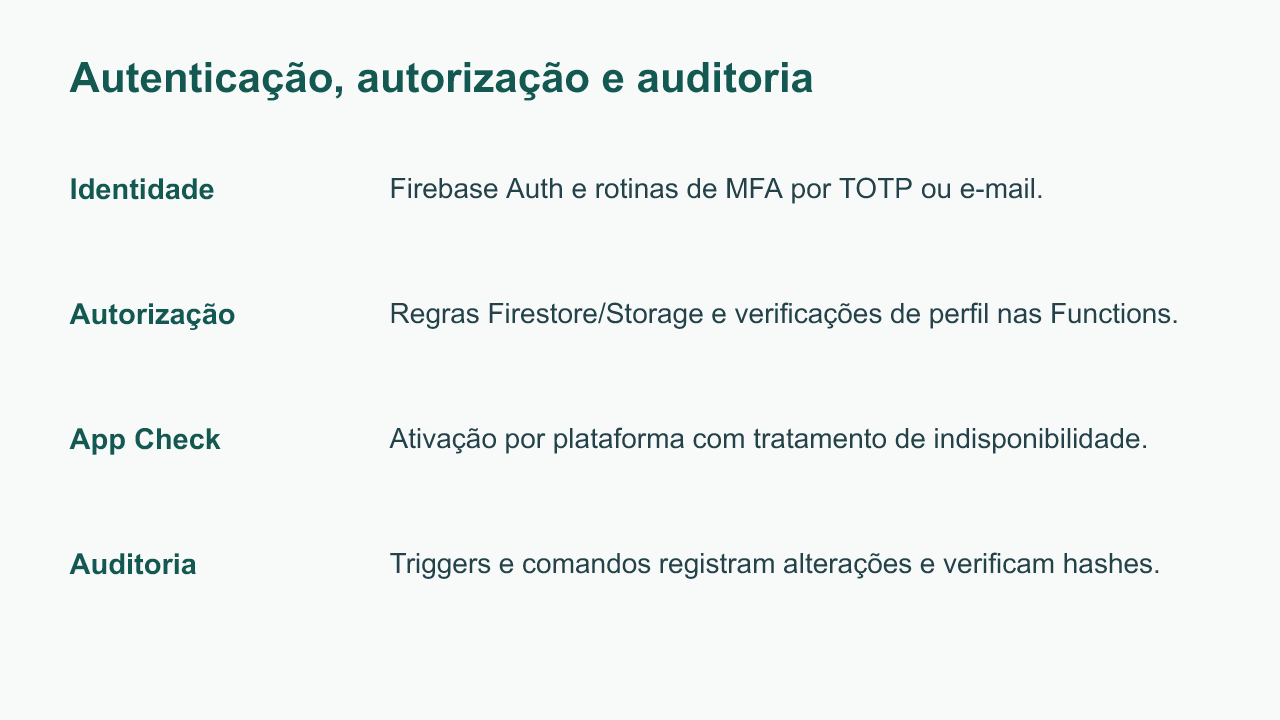 Autenticação, autorização e auditoria
Identidade Firebase Auth e rotinas de MFA por TOTP ou e-mail.
Autorização Regras Firestore/Storage e verificações de perfil nas Functions.
App Check Ativação por plataforma com tratamento de indisponibilidade.
Auditoria Triggers e comandos registram alterações e verificam hashes.